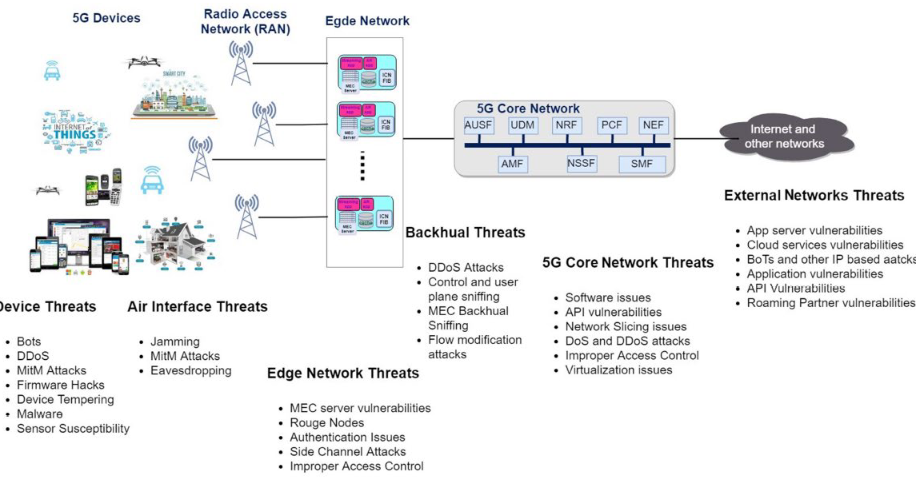 5G Devices
Radio Access
Network (RAN)
Egde Network
SMART CITY
INTERNET of
THINGS
MEC
Server
ICN
FIB
MEC
Server
ICN
FIB
MEC
Server
ICN
FIB
5G Core Network
AUSF
UDM
NRF
PCF
NEF
AMF
NSSF
SMF
Internet and
other networks
Device Threats
• Bots
• DDoS
• MitM Attacks
• Firmware Hacks
• Device Tempering
• Malware
• Sensor Susceptibility
Air Interface Threats
• Jamming
• MitM Attacks
• Eavesdropping
Edge Network Threats
• MEC server vulnerabilities
• Rouge Nodes
• Authentication Issues
• Side Channel Attacks
• Improper Access Control
Backhual Threats
• DDoS Attacks
• Control and user
plane sniffing
• MEC Backhual
Sniffing
• Flow modification
attacks
5G Core Network Threats
• Software issues
• API vulnerabilities
• Network Slicing issues
• DoS and DDoS attacks
• Improper Access Control
• Virtualization issues
External Networks Threats
• App server vulnerabilities
• Cloud services vulnerabilities
• BoTs and other IP based aatcks
• Application vulnerabilities
• API Vulnerabilities
• Roaming Partner vulnerabilities